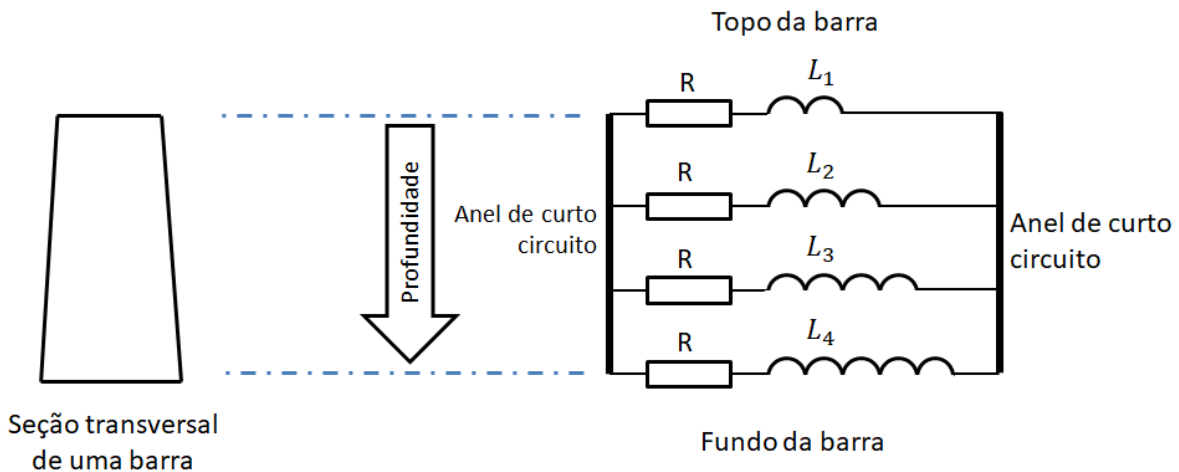 Topo da barra
R
L₁
R
L₂
Profundidade
Anel de curto
circuito
Anel de curto
circuito
R
L₃
R
L₄
Seção transversal
de uma barra
Fundo da barra